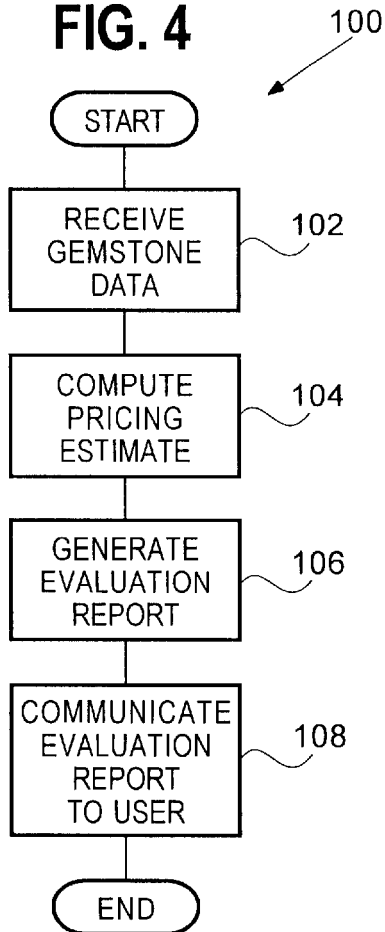 FIG. 4
100
START
RECEIVE
GEMSTONE
DATA
102
COMPUTE
PRICING
ESTIMATE
104
GENERATE
EVALUATION
REPORT
106
COMMUNICATE
EVALUATION
REPORT
TO USER
108
END